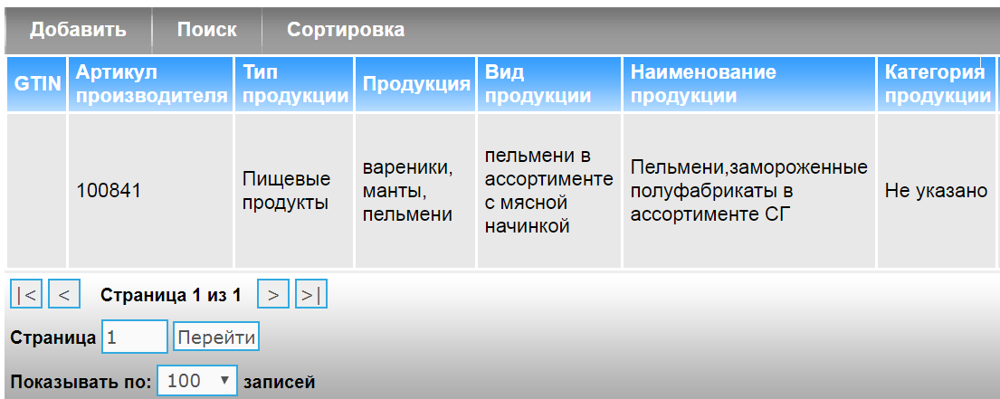 Добавить Поиск Сортировка
GTIN Артикул производителя Тип продукции Продукция Вид продукции Наименование продукции Категория продукции
100841 Пищевые продукты вареники, манты, пельмени пельмени в ассортименте с мясной начинкой Пельмени,замороженные полуфабрикаты в ассортименте СГ Не указано
|< < Страница 1 из 1 > >|
Страница 1 Перейти
Показывать по: 100 записей